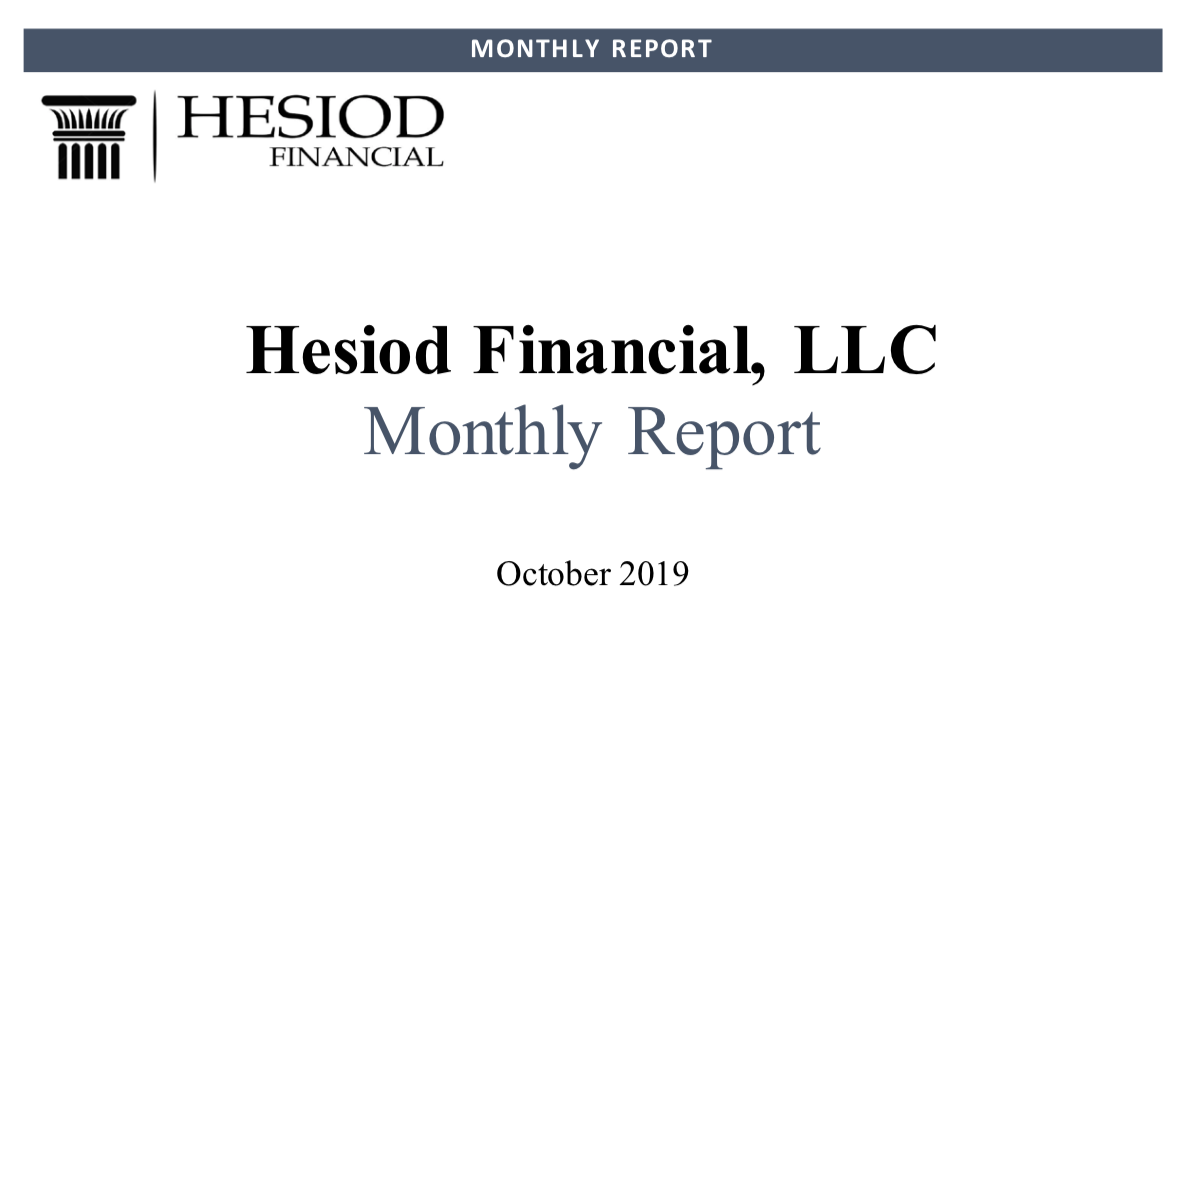 MONTHLY REPORT
HESIOD
FINANCIAL
Hesiod Financial, LLC
Monthly Report
October 2019